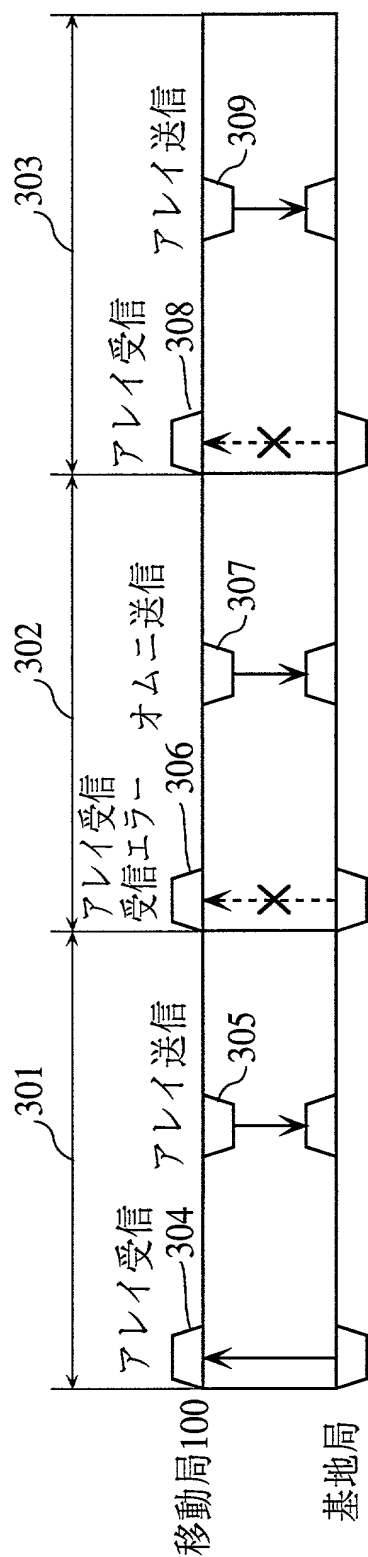 301
302
303
アレイ受信
304
アレイ送信
305
アレイ受信
受信エラー
306
オムニ送信
307
アレイ受信
308
アレイ送信
309
移動局100
基地局